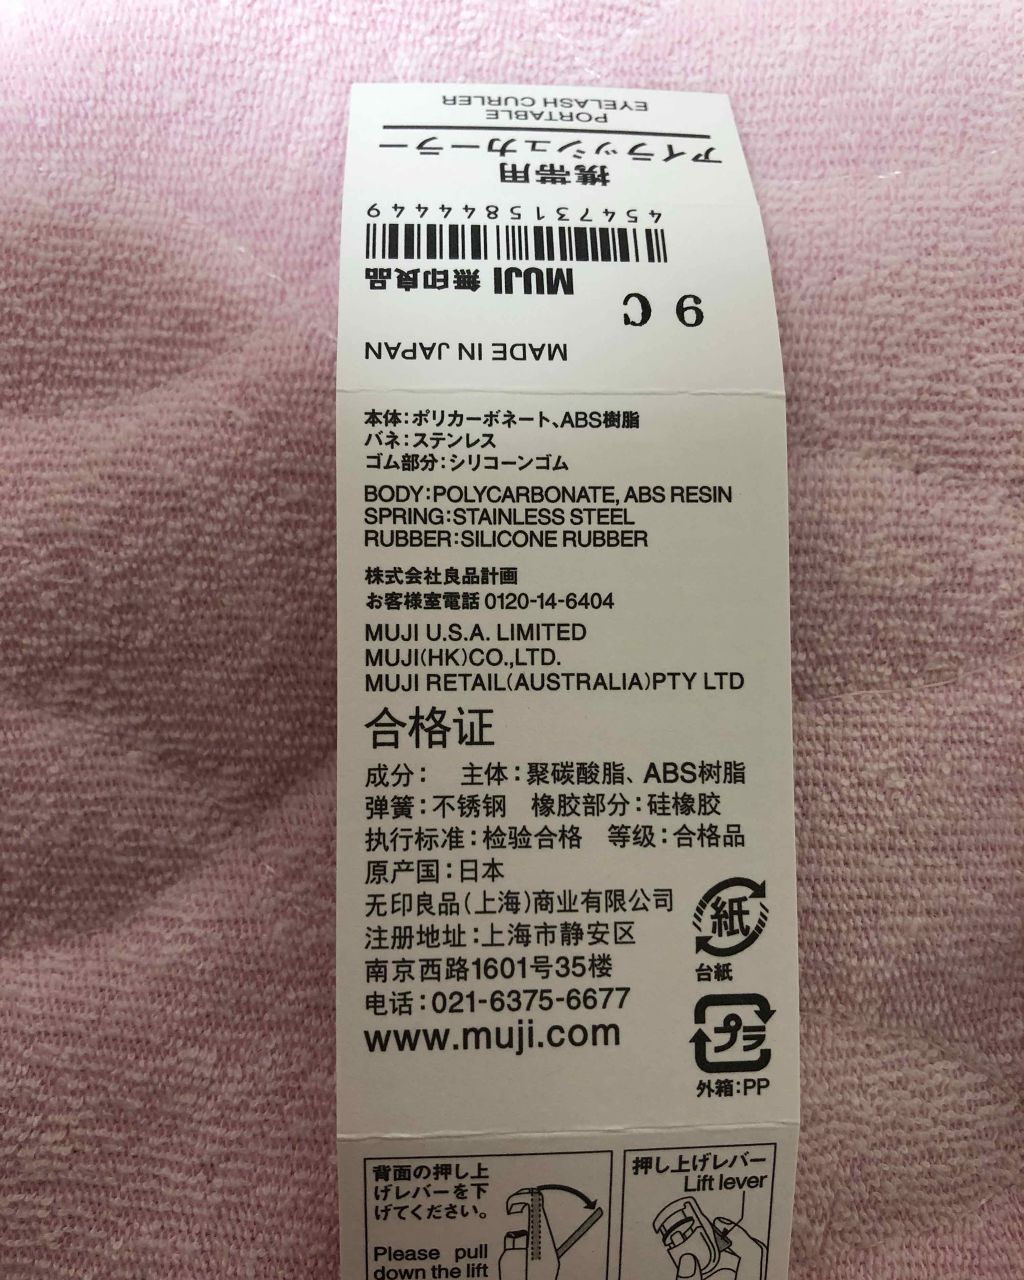 MADE IN JAPAN
6 C
MUJI 無印良品
4547315844449
携帯用
アイラッシュカーラー
PORTABLE
EYELASH CURLER
本体:ポリカーボネート、ABS樹脂
バネ:ステンレス
ゴム部分:シリコーンゴム
BODY:POLYCARBONATE, ABS RESIN
SPRING:STAINLESS STEEL
RUBBER:SILICONE RUBBER
株式会社良品計画
お客様室電話 0120-14-6404
MUJI U.S.A. LIMITED
MUJI(HK)CO.,LTD.
MUJI RETAIL(AUSTRALIA)PTY LTD
合格证
成分: 主体:聚碳酸脂、ABS树脂
弹簧:不锈钢 橡胶部分:硅橡胶
执行标准:检验合格 等级:合格品
原产国:日本
无印良品(上海)商业有限公司
注册地址:上海市静安区
南京西路1601号35楼
电话:021-6375-6677
www.muji.com
紙
台紙
プラ
外箱:PP
背面の押し上
げレバーを下
げてください。
Please pull
down the lift
押し上げレバー
Lift lever